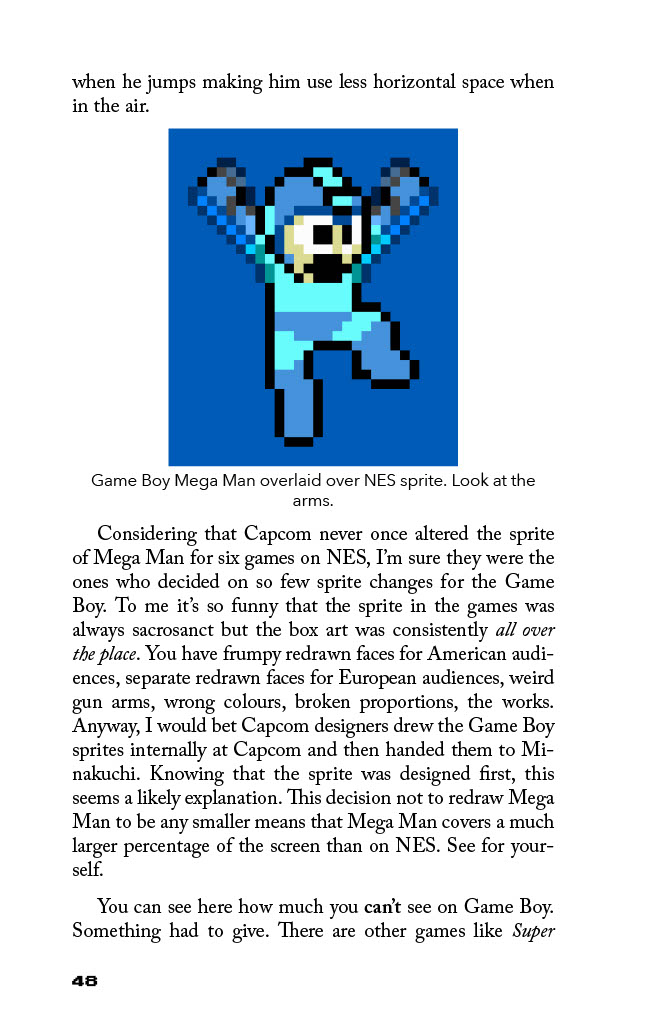 when he jumps making him use less horizontal space when
in the air.
Game Boy Mega Man overlaid over NES sprite. Look at the
arms.
Considering that Capcom never once altered the sprite
of Mega Man for six games on NES, I'm sure they were the
ones who decided on so few sprite changes for the Game
Boy. To me it's so funny that the sprite in the games was
always sacrosanct but the box art was consistently all over
the place. You have frumpy redrawn faces for American audi-
ences, separate redrawn faces for European audiences, weird
gun arms, wrong colours, broken proportions, the works.
Anyway, I would bet Capcom designers drew the Game Boy
sprites internally at Capcom and then handed them to Mi-
nakuchi. Knowing that the sprite was designed first, this
seems a likely explanation. This decision not to redraw Mega
Man to be any smaller means that Mega Man covers a much
larger percentage of the screen than on NES. See for your-
self.
You can see here how much you can't see on Game Boy.
Something had to give. There are other games like Super
48